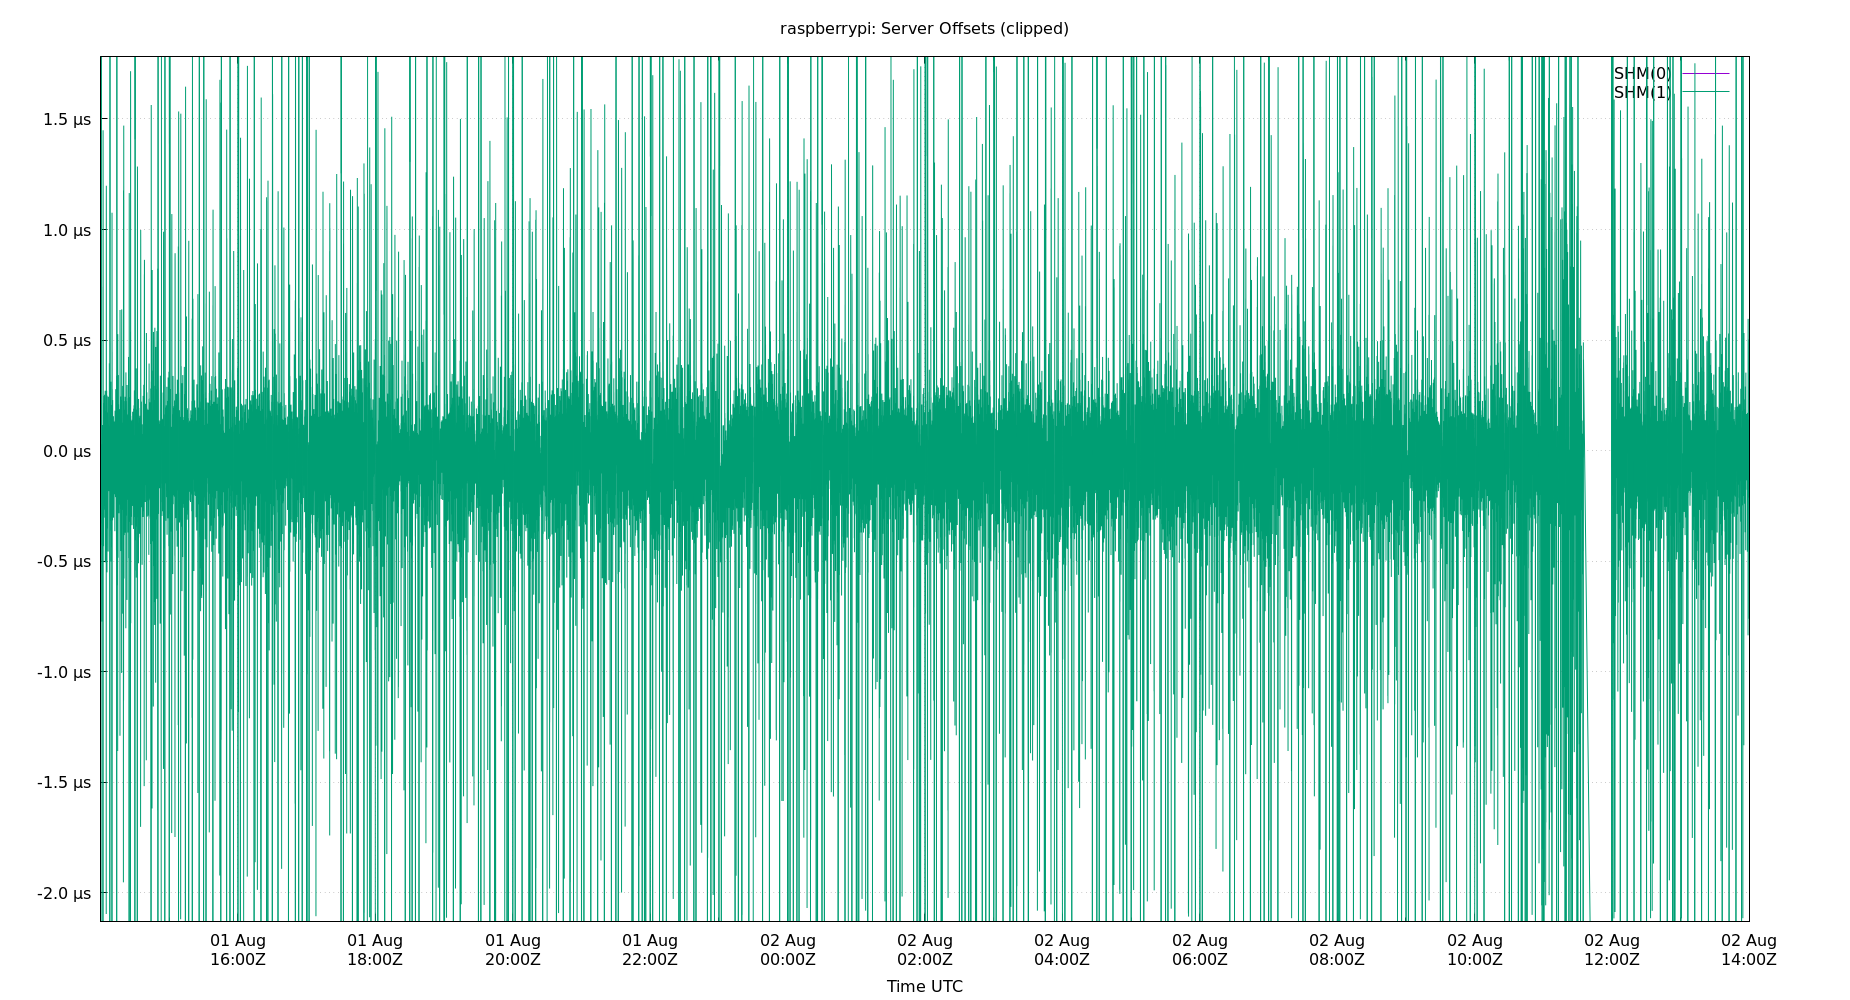 raspberrypi: Server Offsets (clipped)
SHM(0)
SHM(1)
1.5 µs
1.0 µs
0.5 µs
0.0 µs
-0.5 µs
-1.0 µs
-1.5 µs
-2.0 µs
01 Aug 01 Aug 01 Aug 01 Aug 02 Aug 02 Aug 02 Aug 02 Aug 02 Aug 02 Aug 02 Aug 02 Aug
16:00Z 18:00Z 20:00Z 22:00Z 00:00Z 02:00Z 04:00Z 06:00Z 08:00Z 10:00Z 12:00Z 14:00Z
Time UTC